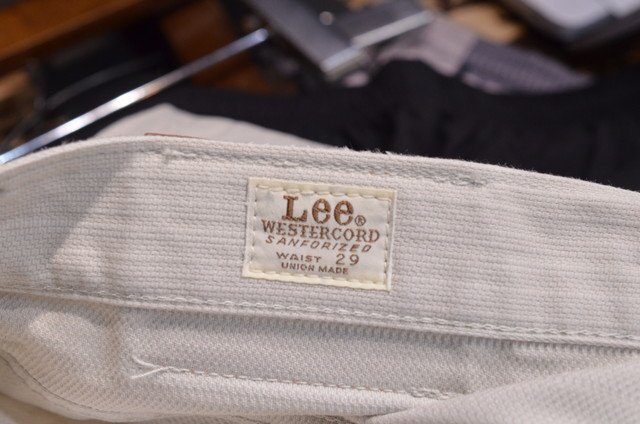 Lee®
WESTERCORD
SANFORIZED
WAIST 29
UNION MADE